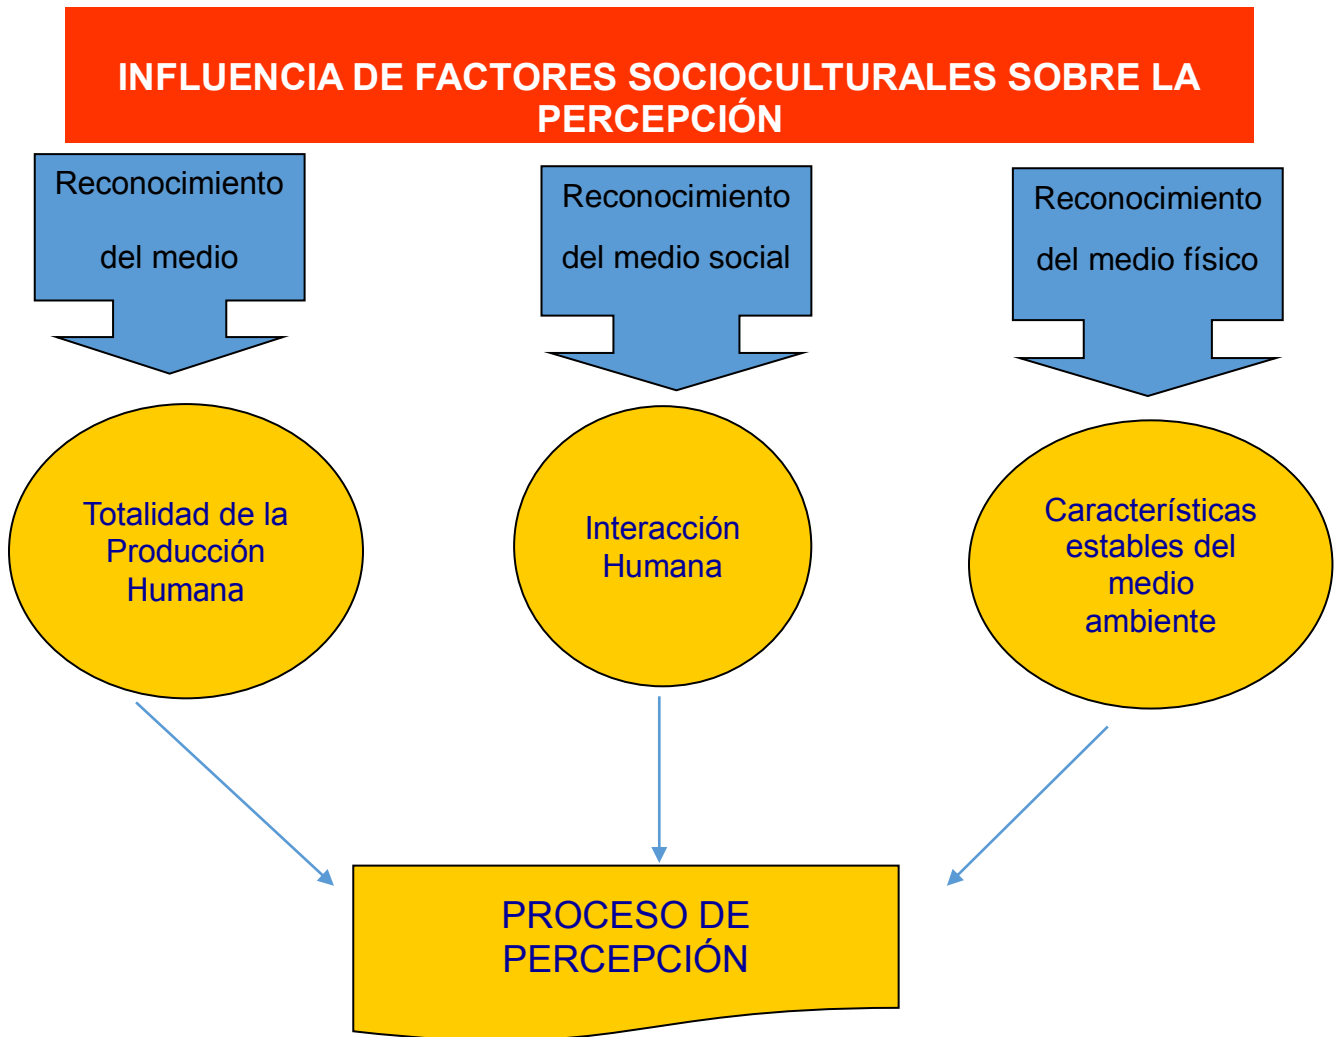 INFLUENCIA DE FACTORES SOCIOCULTURALES SOBRE LA
PERCEPCIÓN
Reconocimiento
del medio
Reconocimiento
del medio social
Reconocimiento
del medio físico
Totalidad de la
Producción
Humana
Interacción
Humana
Características
estables del
medio
ambiente
PROCESO DE
PERCEPCIÓN